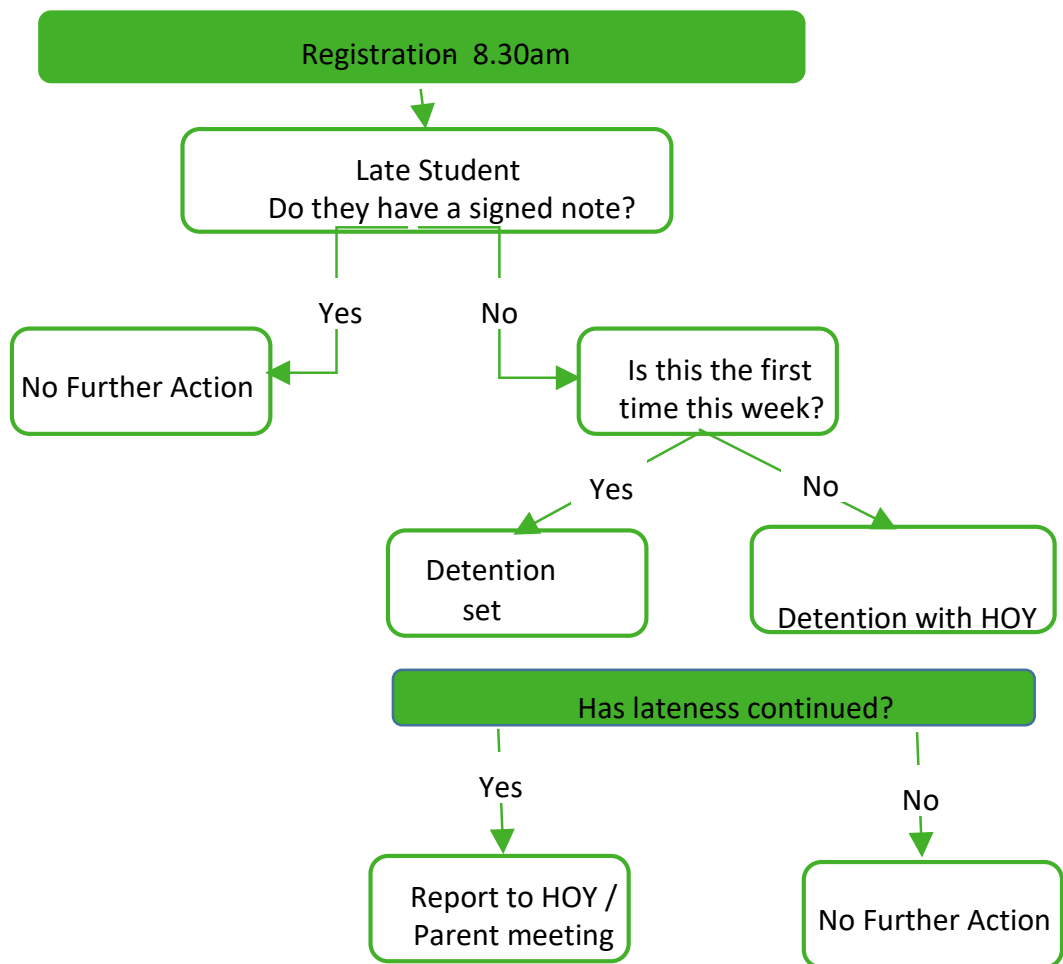 Registration 8.30am
Late Student
Do they have a signed note?
Yes
No
No Further Action
Is this the first
time this week?
Yes
No
Detention
set
Detention with HOY
Has lateness continued?
Yes
No
Report to HOY /
Parent meeting
No Further Action